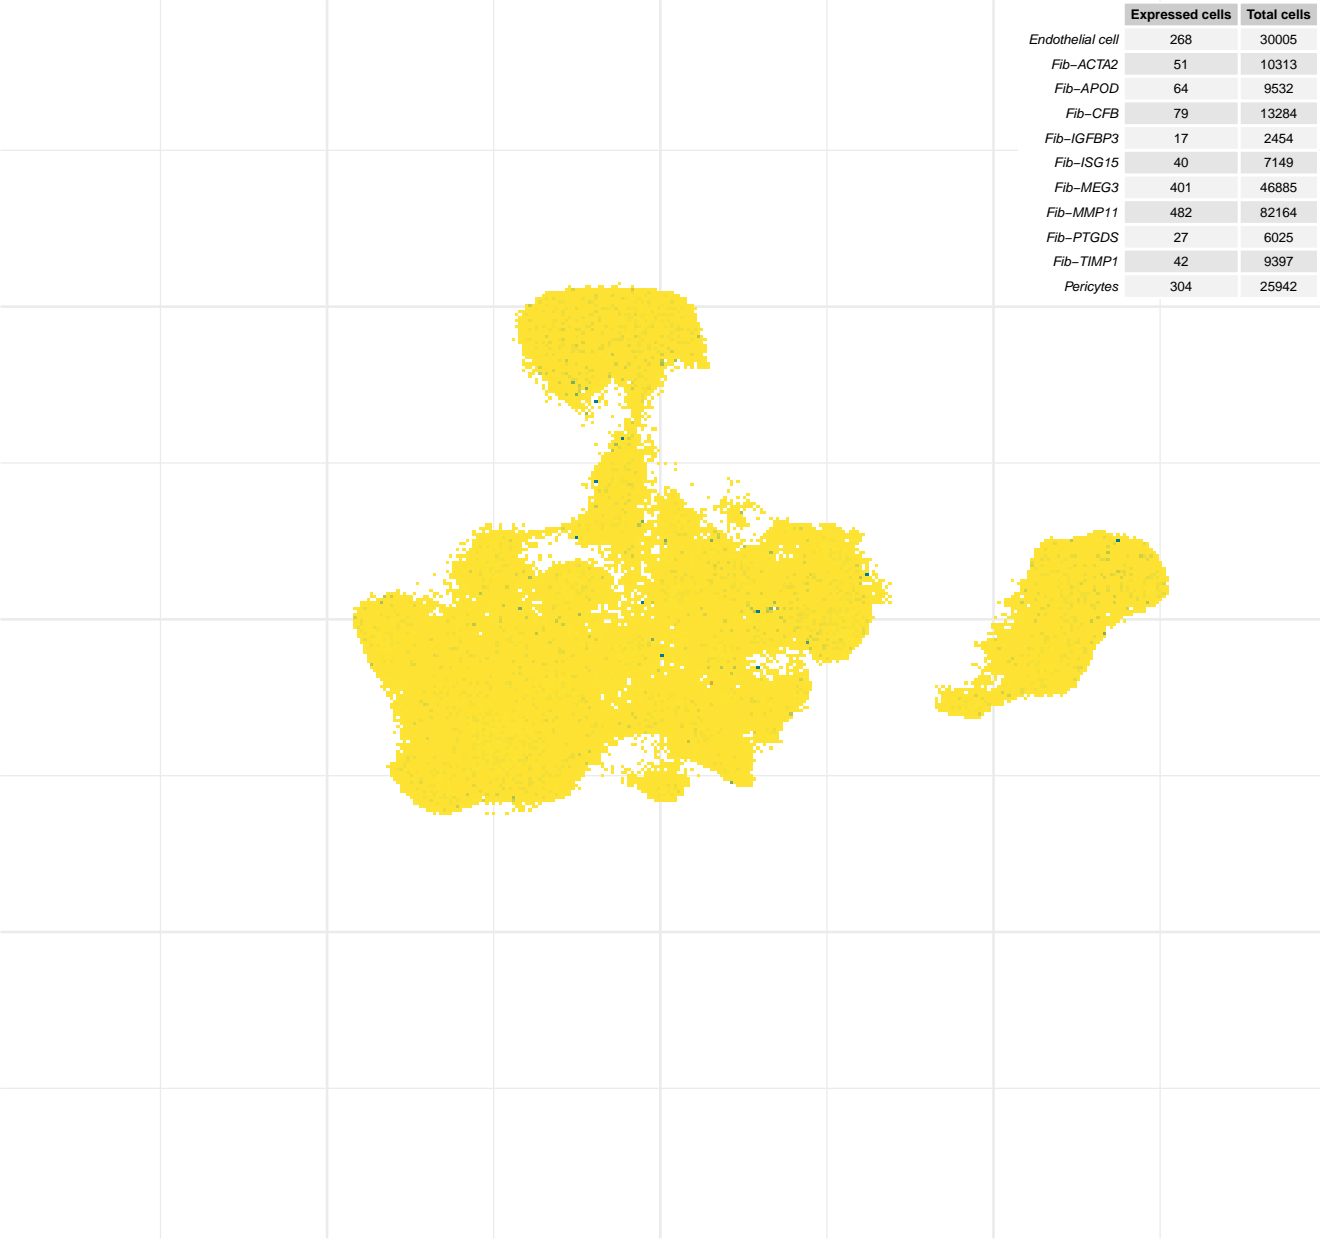 Expressed cells Total cells
Endothelial cell 268 30005
Fib−ACTA2 51 10313
Fib−APOD 64 9532
Fib−CFB 79 13284
Fib−IGFBP3 17 2454
Fib−ISG15 40 7149
Fib−MEG3 401 46885
Fib−MMP11 482 82164
Fib−PTGDS 27 6025
Fib−TIMP1 42 9397
Pericytes 304 25942